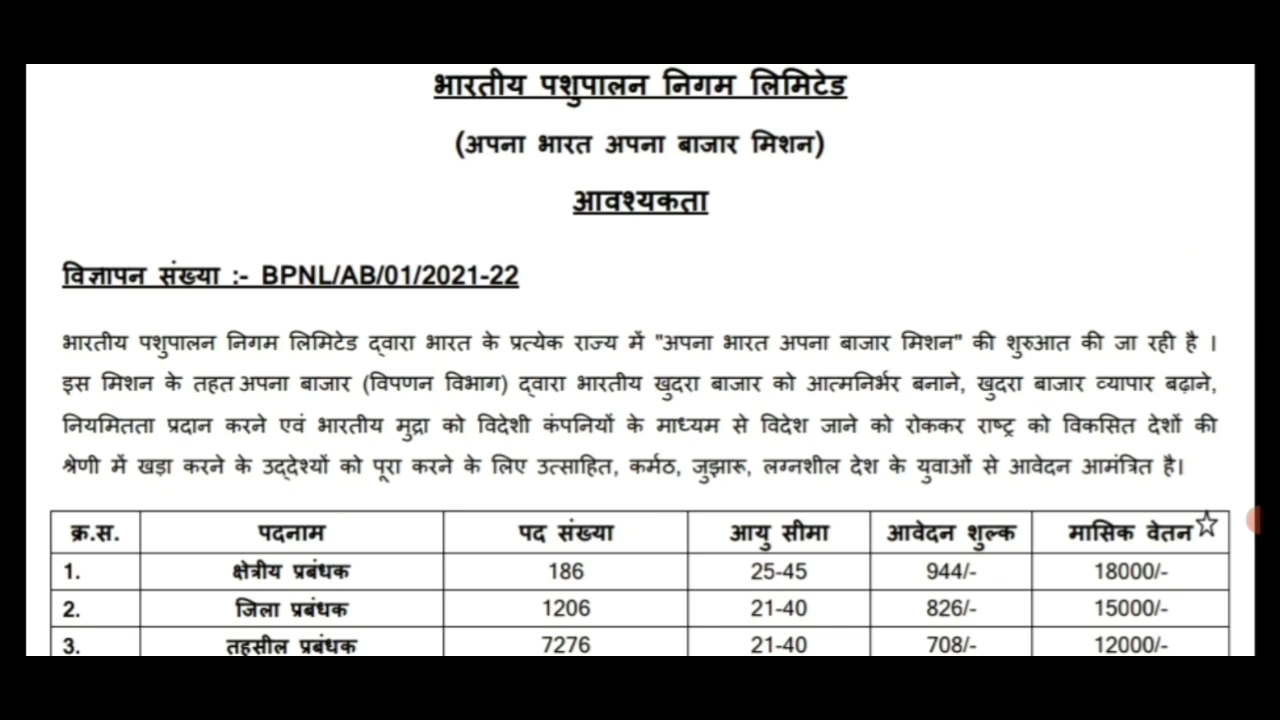 भारतीय पशुपालन निगम लिमिटेड
(अपना भारत अपना बाजार मिशन)
आवश्यकता
विज्ञापन संख्या :- BPNL/AB/01/2021-22
भारतीय पशुपालन निगम लिमिटेड द्वारा भारत के प्रत्येक राज्य में "अपना भारत अपना बाजार मिशन" की शुरुआत की जा रही है ।
इस मिशन के तहत अपना बाजार (विपणन विभाग) द्वारा भारतीय खुदरा बाजार को आत्मनिर्भर बनाने, खुदरा बाजार व्यापार बढ़ाने,
नियमितता प्रदान करने एवं भारतीय मुद्रा को विदेशी कंपनियों के माध्यम से विदेश जाने को रोककर राष्ट्र को विकसित देशों की
श्रेणी में खड़ा करने के उद्देश्यों को पूरा करने के लिए उत्साहित, कर्मठ, जुझारू, लग्नशील देश के युवाओं से आवेदन आमंत्रित है।
क्र.स. पदनाम पद संख्या आयु सीमा आवेदन शुल्क मासिक वेतन☆
1. क्षेत्रीय प्रबंधक 186 25-45 944/- 18000/-
2. जिला प्रबंधक 1206 21-40 826/- 15000/-
3. तहसील प्रबंधक 7276 21-40 708/- 12000/-